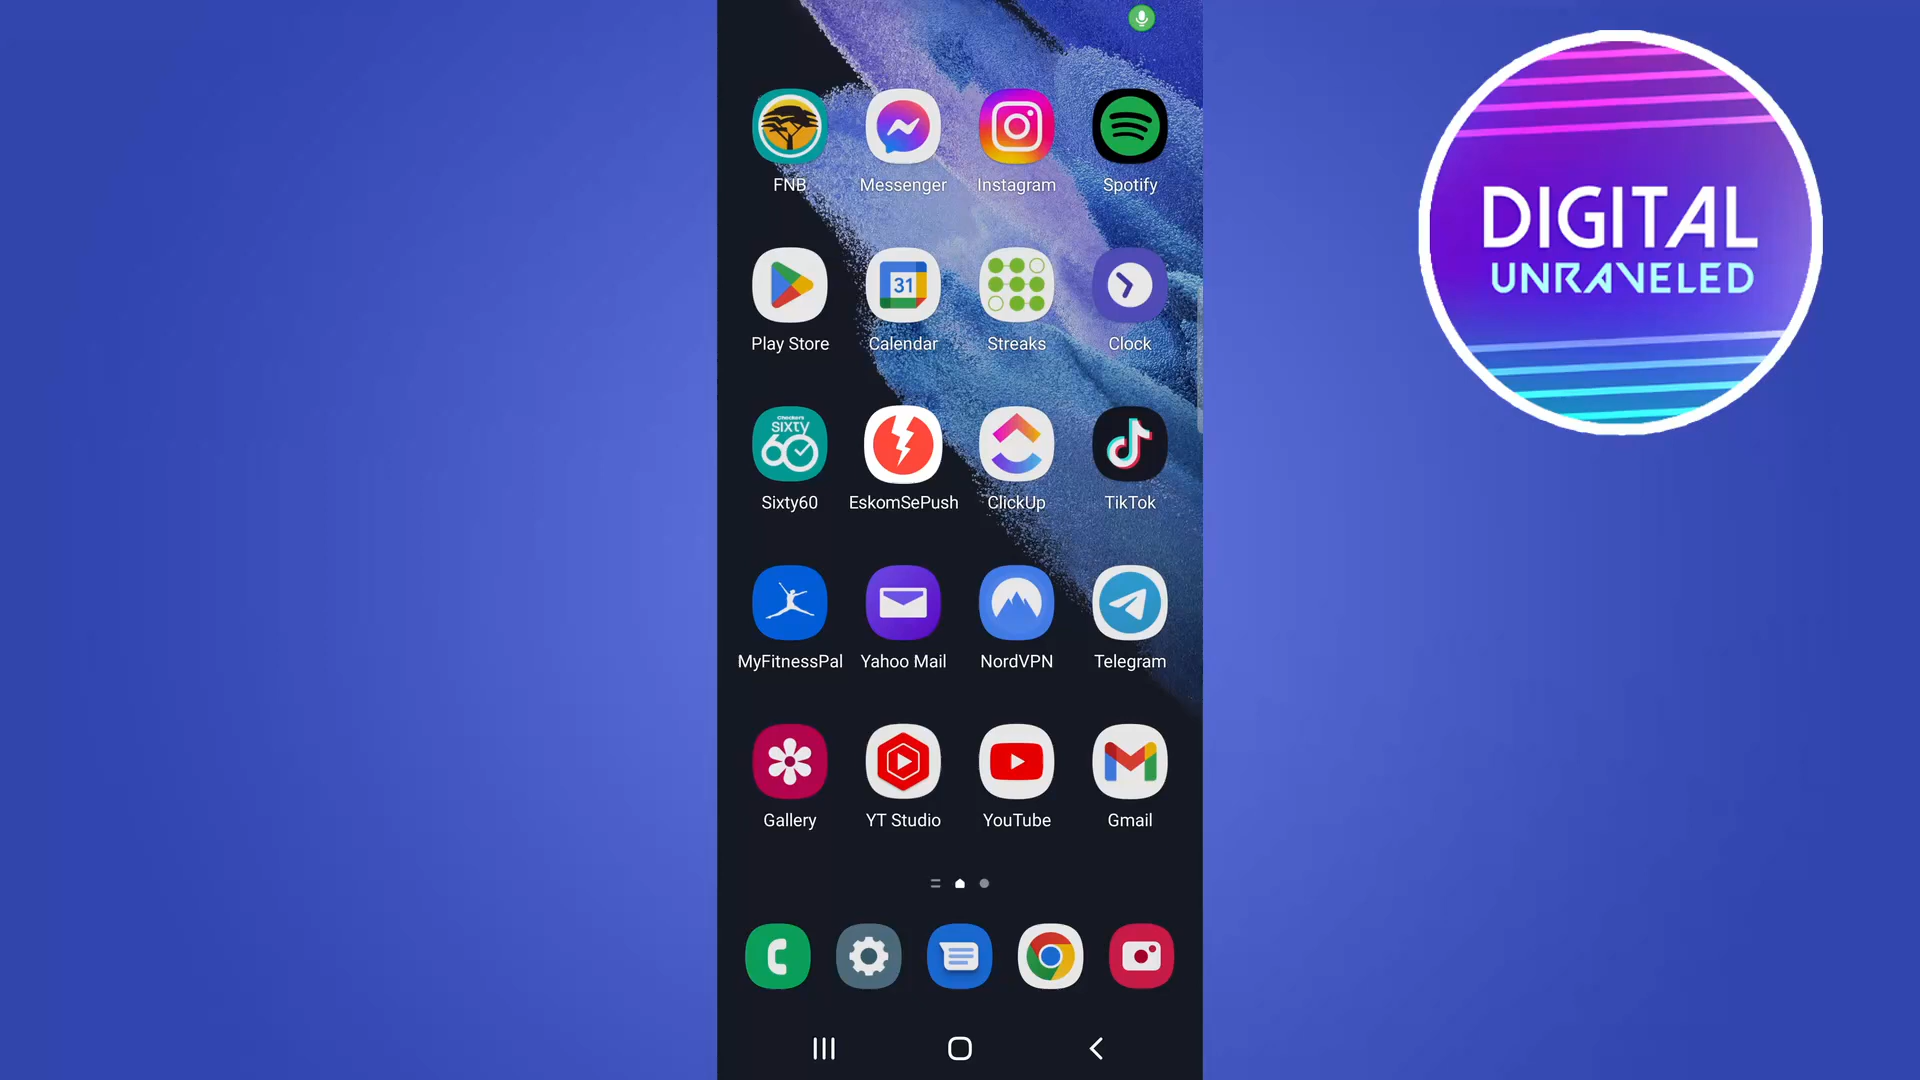 DIGITAL
UNRAVELED
FNB
Messenger
Instagram
Spotify
31
Play Store
Calendar
Streaks
Clock
Checkers
SIXTY
60
Sixty60
EskomSePush
ClickUp
TikTok
MyFitnessPal
Yahoo Mail
NordVPN
Telegram
Gallery
YT Studio
YouTube
Gmail